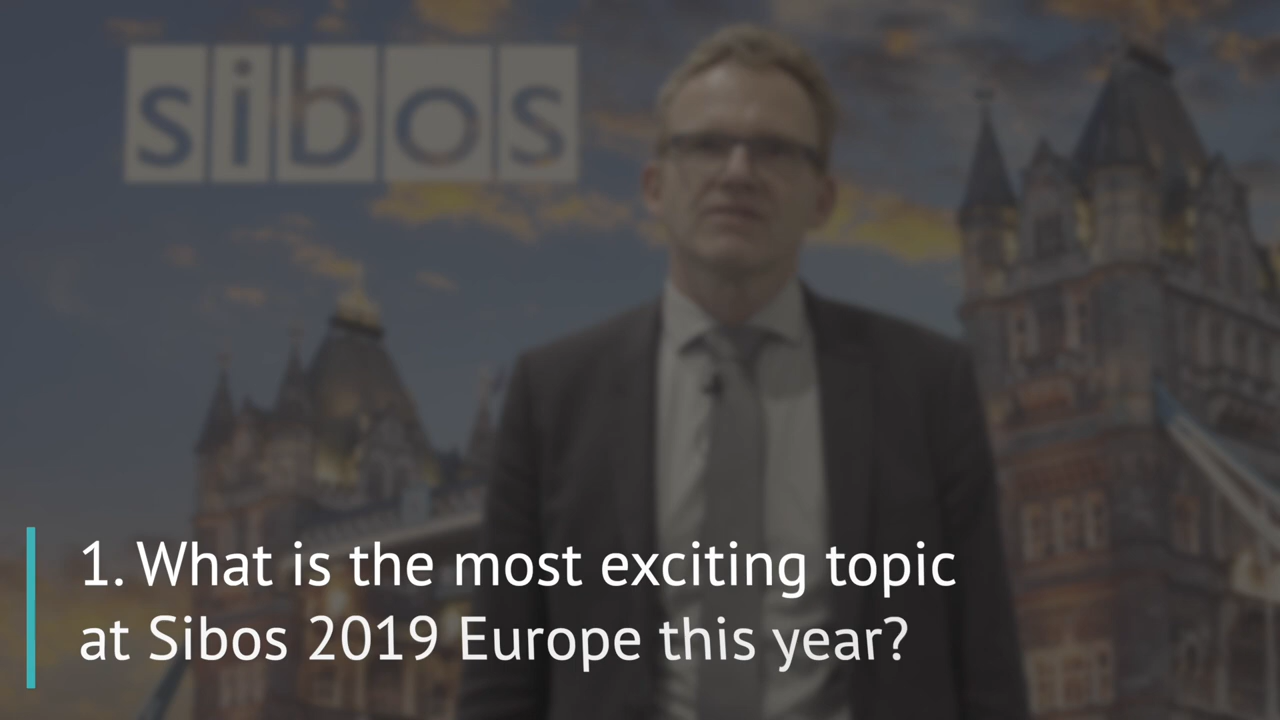 sibos
1. What is the most exciting topic
at Sibos 2019 Europe this year?